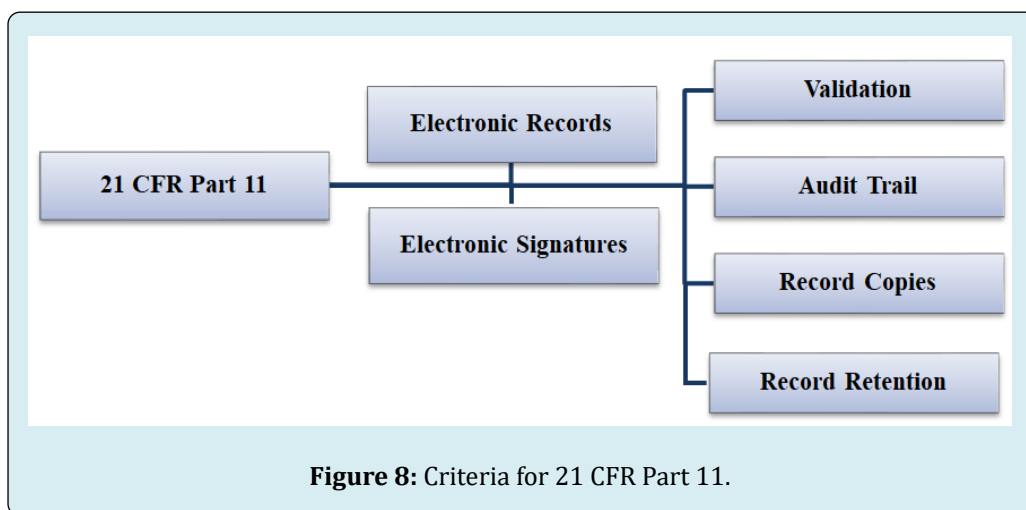 21 CFR Part 11
Electronic Records
Electronic Signatures
Validation
Audit Trail
Record Copies
Record Retention
Figure 8: Criteria for 21 CFR Part 11.